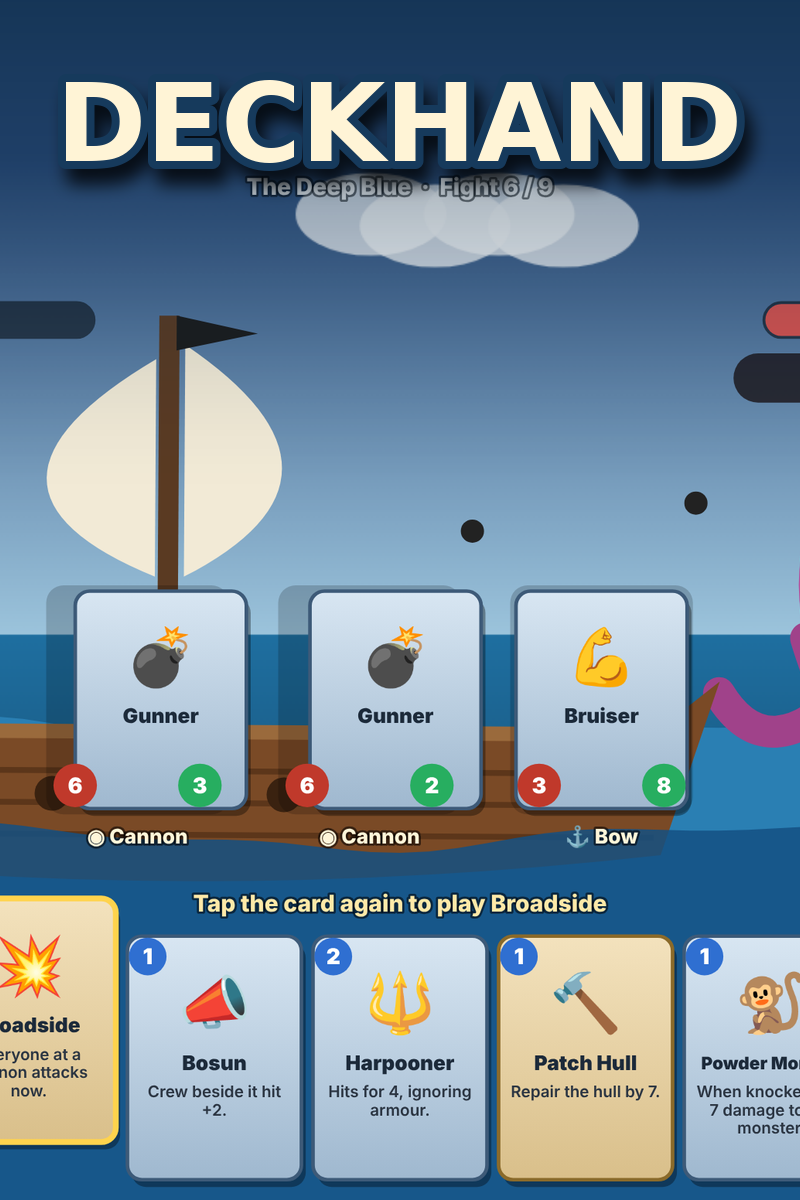 DECKHAND
The Deep Blue · Fight 6 / 9
Gunner
6
3
Gunner
6
2
Bruiser
3
8
◉ Cannon
◉ Cannon
⚓ Bow
Tap the card again to play Broadside
oadside
eryone at a
non attacks
now.
1
Bosun
Crew beside it hit
+2.
2
Harpooner
Hits for 4, ignoring
armour.
1
Patch Hull
Repair the hull by 7.
1
Powder Mon
When knocke
7 damage to
monster